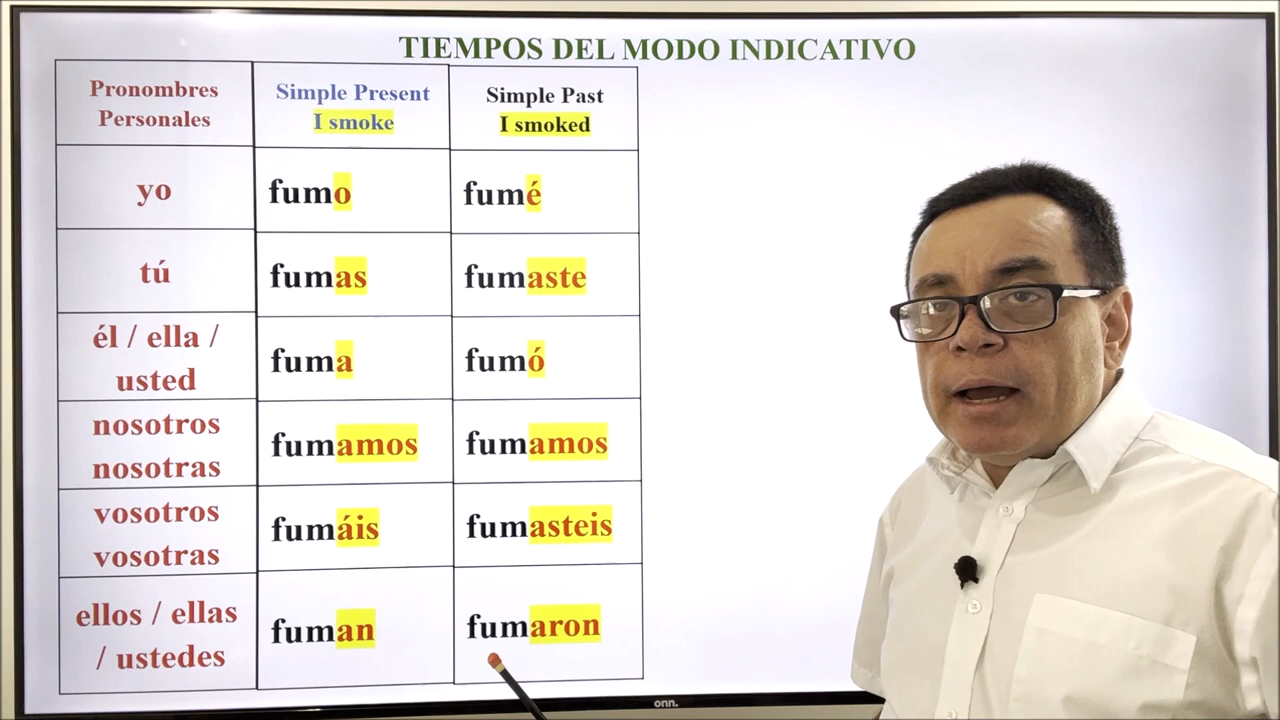 TIEMPOS DEL MODO INDICATIVO
Pronombres
Personales
Simple Present
I smoke
Simple Past
I smoked
yo
fumo
fumé
tú
fumas
fumaste
él / ella /
usted
fuma
fumó
nosotros
nosotras
fumamos
fumamos
vosotros
vosotras
fumáis
fumasteis
ellos / ellas
/ ustedes
fuman
fumaron
onn.